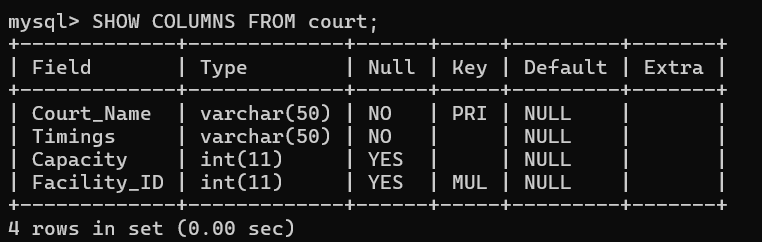 mysql> SHOW COLUMNS FROM court;
+-------------+-------------+------+-----+---------+-------+
| Field       | Type        | Null | Key | Default | Extra |
+-------------+-------------+------+-----+---------+-------+
| Court_Name  | varchar(50) | NO   | PRI | NULL    |       |
| Timings     | varchar(50) | NO   |     | NULL    |       |
| Capacity    | int(11)     | YES  |     | NULL    |       |
| Facility_ID | int(11)     | YES  | MUL | NULL    |       |
+-------------+-------------+------+-----+---------+-------+
4 rows in set (0.00 sec)